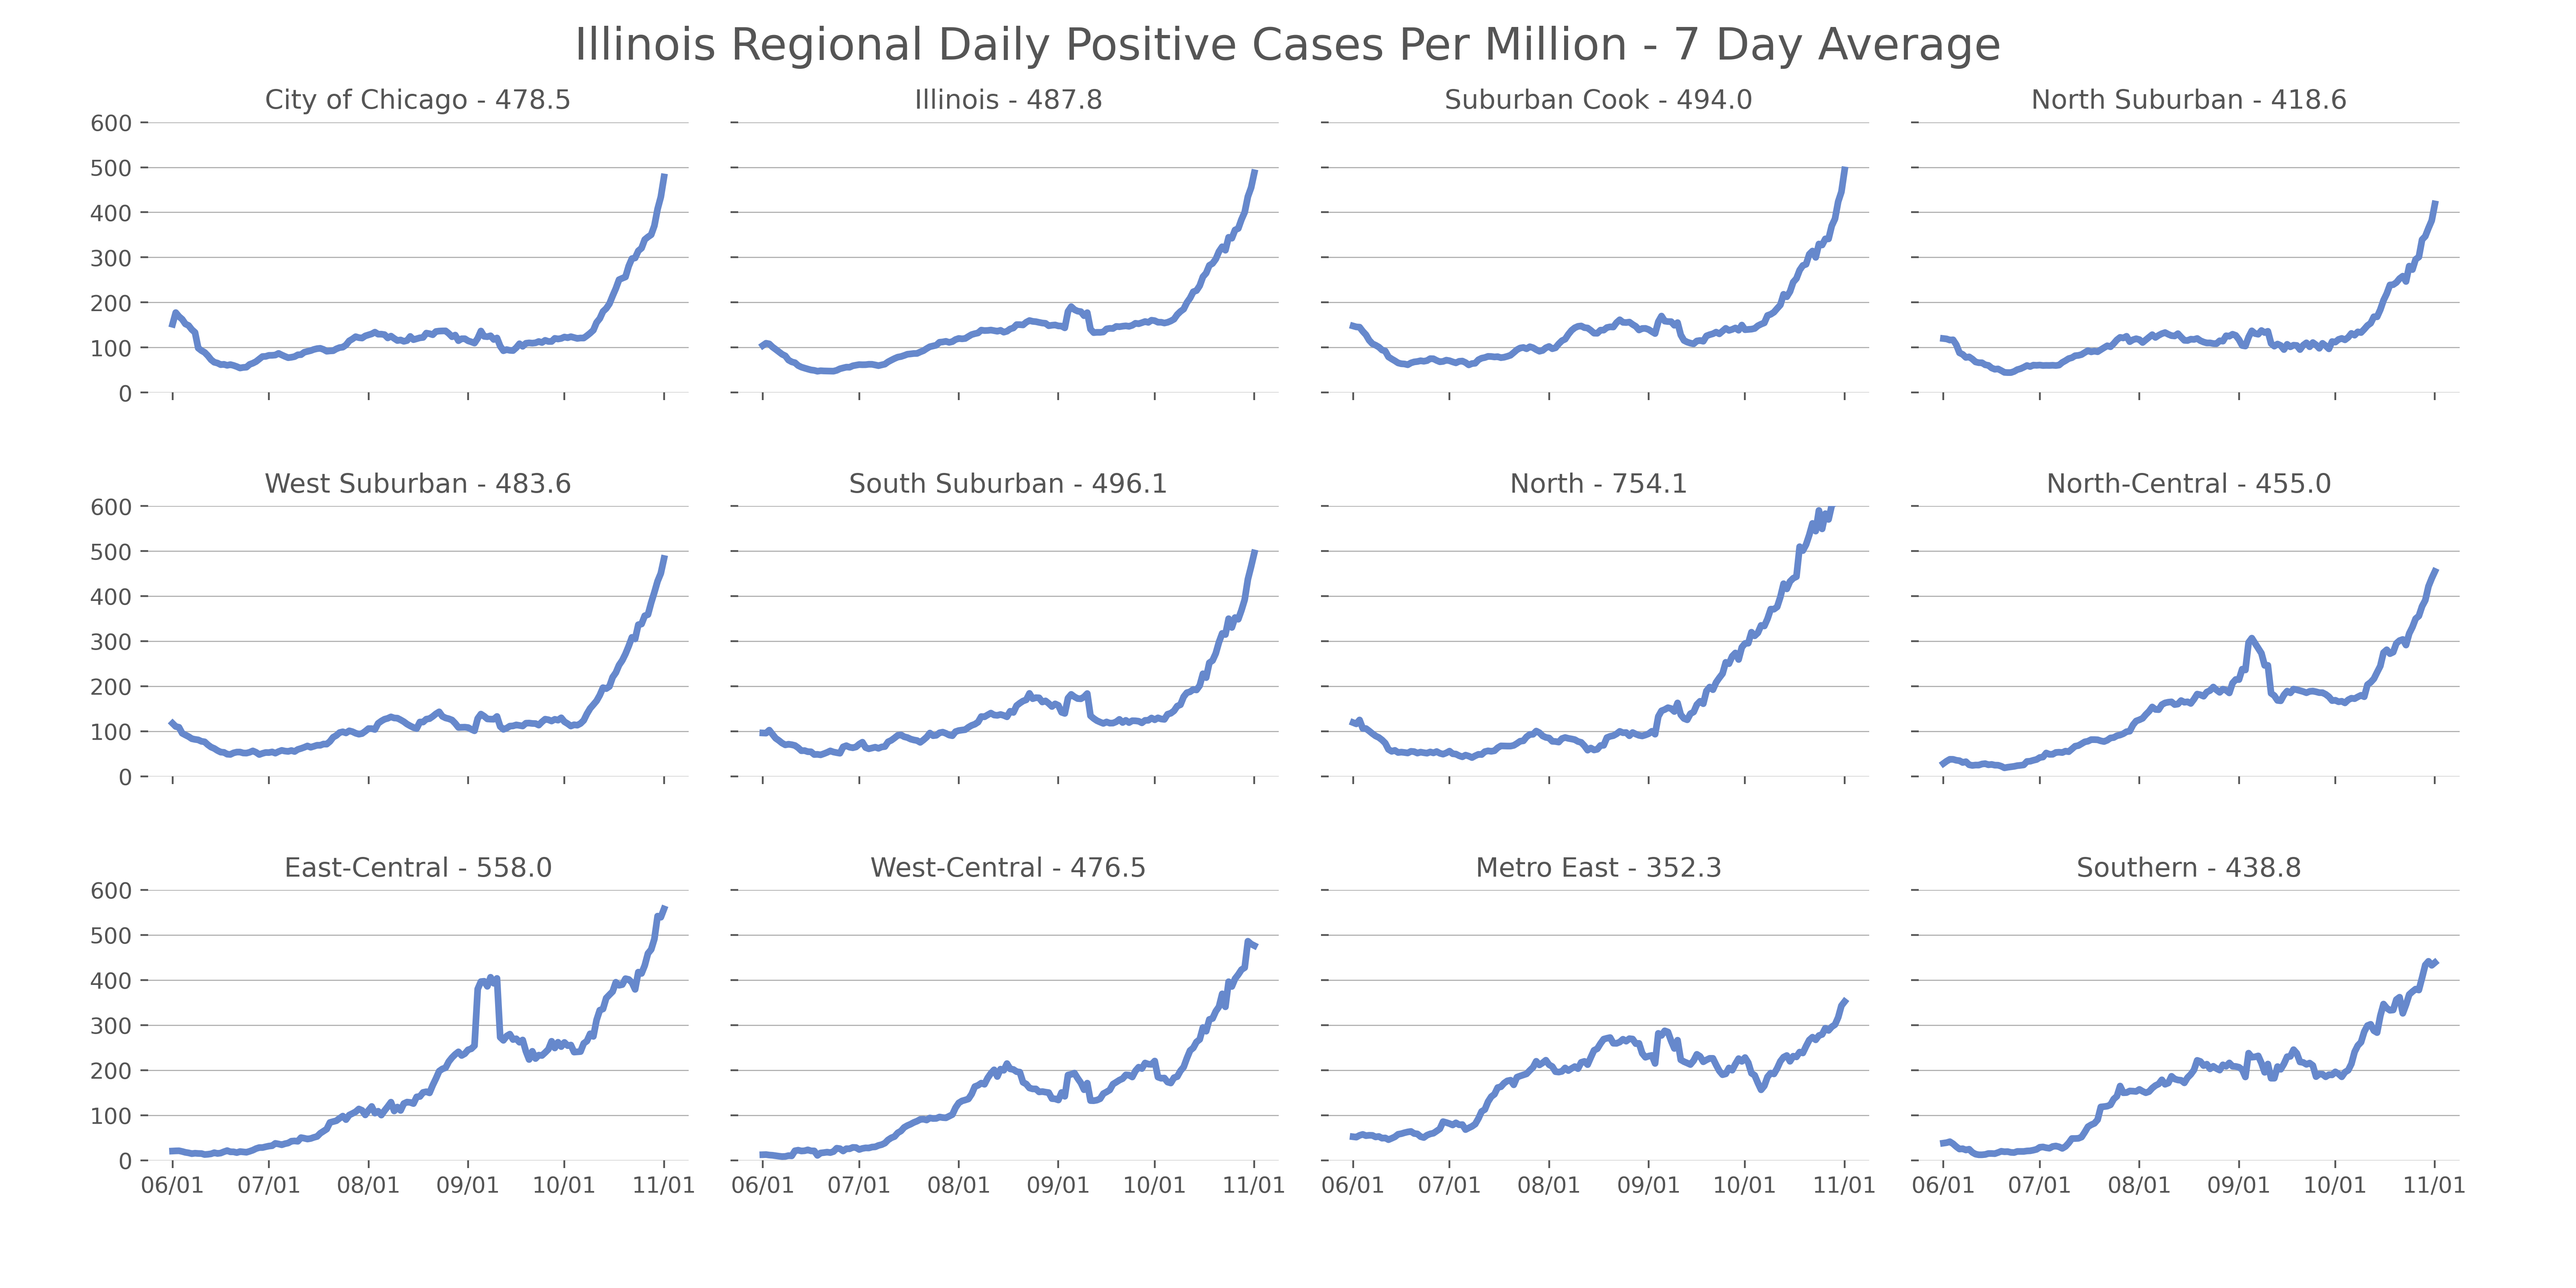 Illinois Regional Daily Positive Cases Per Million - 7 Day Average
City of Chicago - 478.5
Illinois - 487.8
Suburban Cook - 494.0
North Suburban - 418.6
600
500
400
300
200
100
0
West Suburban - 483.6
South Suburban - 496.1
North - 754.1
North-Central - 455.0
600
500
400
300
200
100
0
East-Central - 558.0
West-Central - 476.5
Metro East - 352.3
Southern - 438.8
600
500
400
300
200
100
0
06/01 07/01 08/01 09/01 10/01 11/01
06/01 07/01 08/01 09/01 10/01 11/01
06/01 07/01 08/01 09/01 10/01 11/01
06/01 07/01 08/01 09/01 10/01 11/01